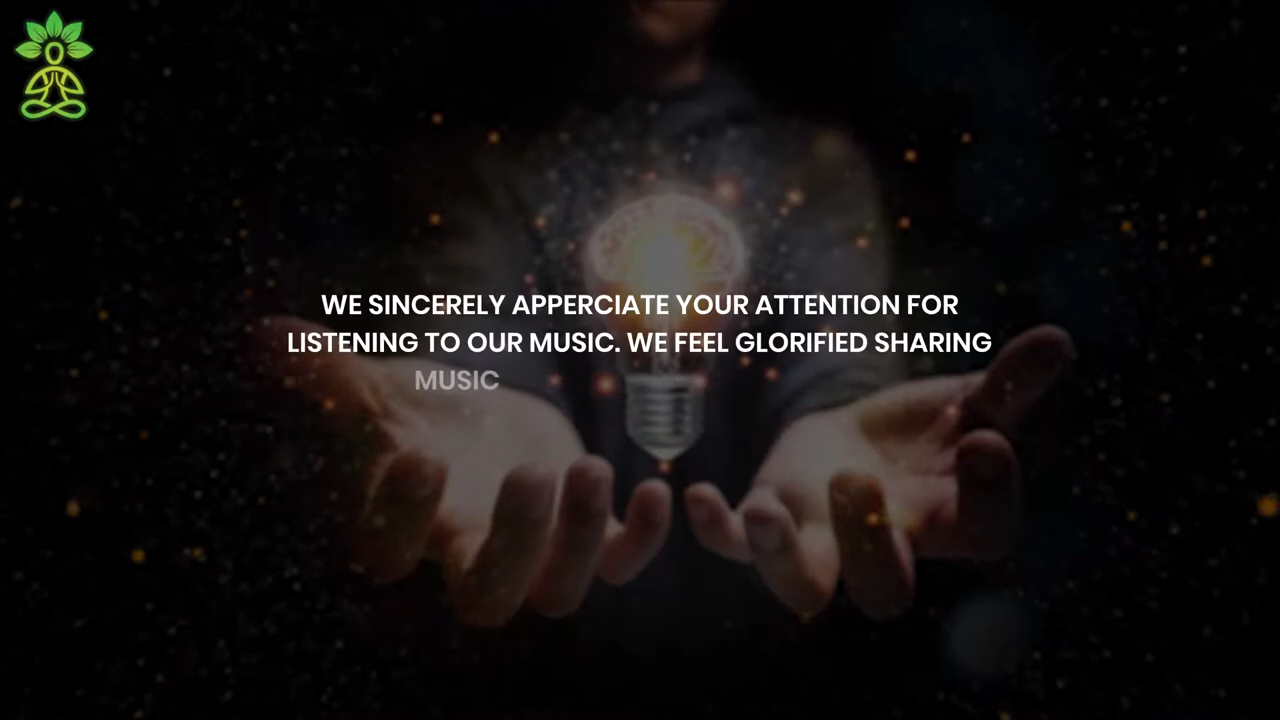 WE SINCERELY APPERCIATE YOUR ATTENTION FOR
LISTENING TO OUR MUSIC. WE FEEL GLORIFIED SHARING
MUSIC